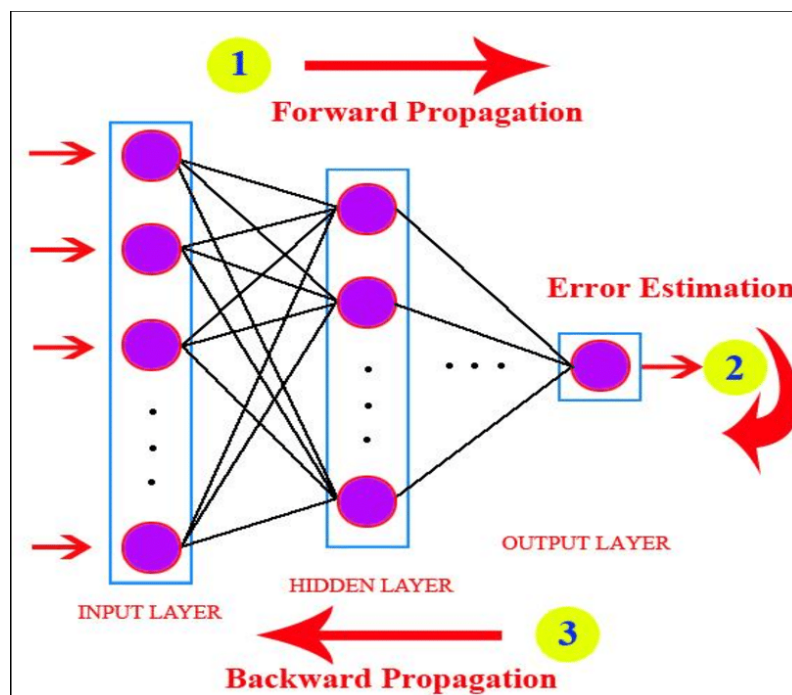 1
Forward Propagation
Error Estimation
2
OUTPUT LAYER
HIDDEN LAYER
INPUT LAYER
3
Backward Propagation